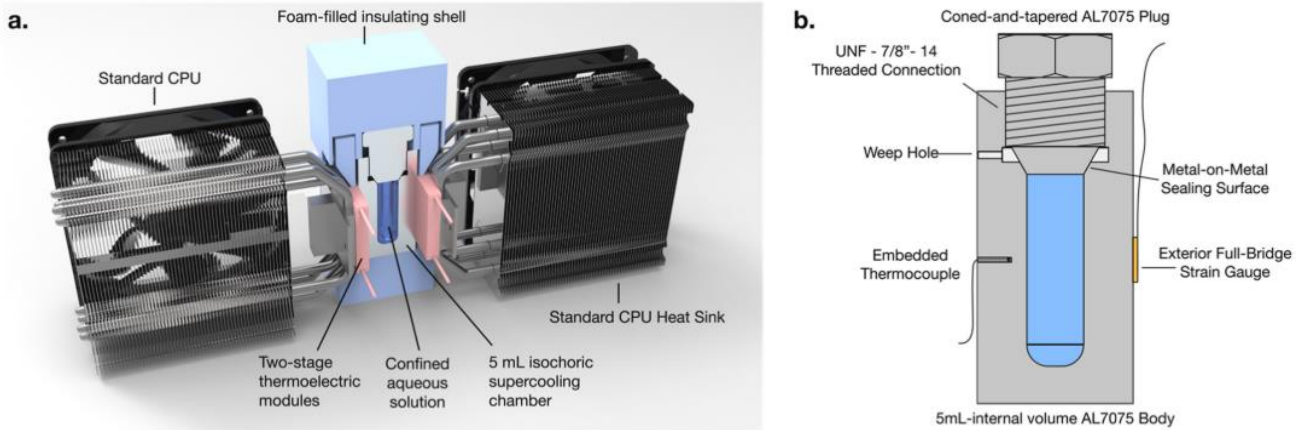 a.
Foam-filled insulating shell
Standard CPU
Standard CPU Heat Sink
Two-stage
thermoelectric
modules
Confined
aqueous
solution
5 mL isochoric
supercooling
chamber
b.
Coned-and-tapered AL7075 Plug
UNF - 7/8"- 14
Threaded Connection
Weep Hole
Metal-on-Metal
Sealing Surface
Embedded
Thermocouple
Exterior Full-Bridge
Strain Gauge
5mL-internal volume AL7075 Body